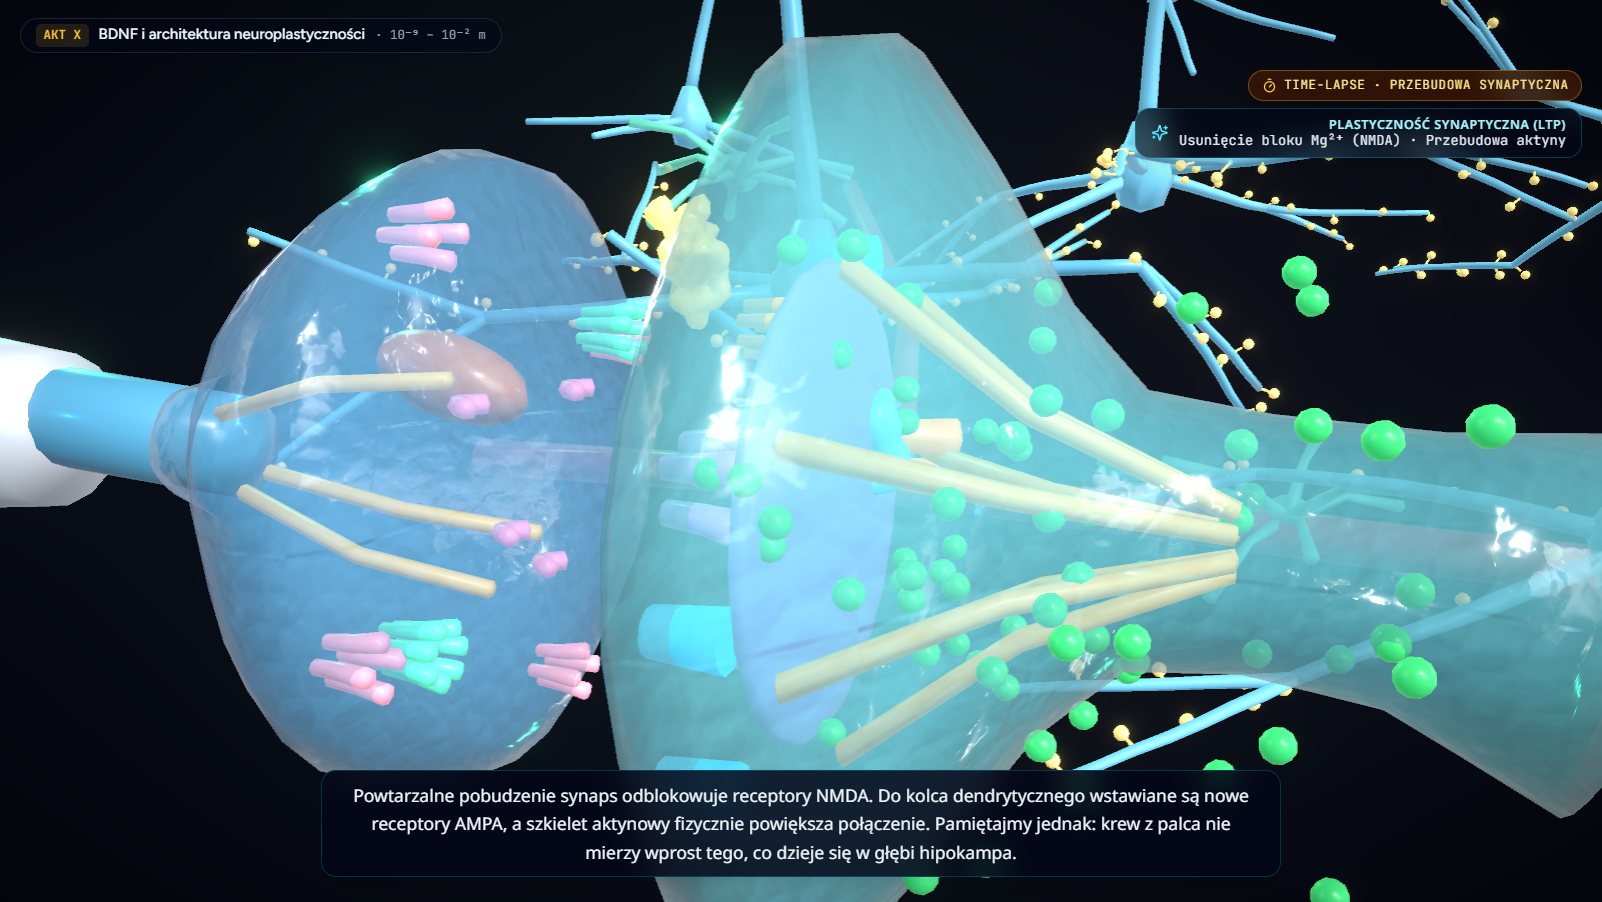 AKT X BDNF i architektura neuroplastyczności · 10⁻⁹ – 10⁻² m
TIME-LAPSE · PRZEBUDOWA SYNAPTYCZNA
PLASTYCZNOŚĆ SYNAPTYCZNA (LTP)
Usunięcie bloku Mg²⁺ (NMDA) · Przebudowa aktyny
Powtarzalne pobudzenie synaps odblokowuje receptory NMDA. Do kolca dendrytycznego wstawiane są nowe
receptory AMPA, a szkielet aktynowy fizycznie powiększa połączenie. Pamiętajmy jednak: krew z palca nie
mierzy wprost tego, co dzieje się w głębi hipokampa.